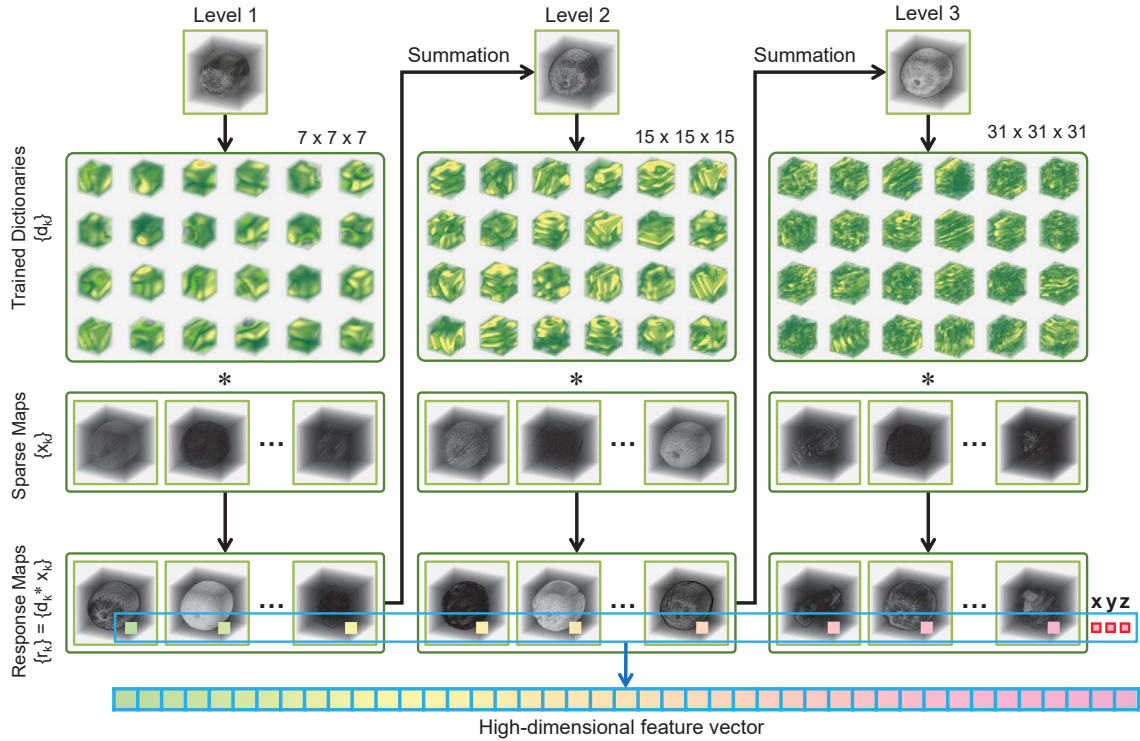 Level 1
Level 2
Level 3
Summation
Summation
7 x 7 x 7
15 x 15 x 15
31 x 31 x 31
Trained Dictionaries
{dₖ}
*
*
*
Sparse Maps
{xₖ}
...
...
...
Response Maps
{rₖ} = {dₖ* xₖ}
...
...
...
x y z
High-dimensional feature vector